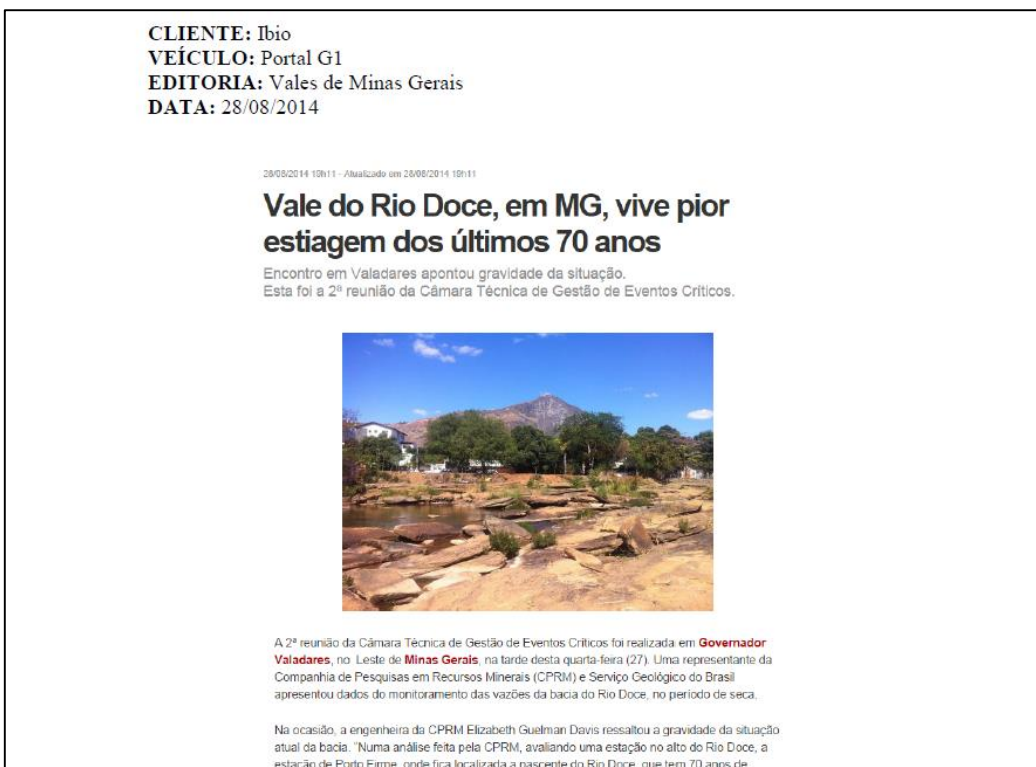 CLIENTE: Ibio
VEÍCULO: Portal G1
EDITORIA: Vales de Minas Gerais
DATA: 28/08/2014
28/08/2014 19h11 - Atualizado em 28/08/2014 19h11
Vale do Rio Doce, em MG, vive pior
estiagem dos últimos 70 anos
Encontro em Valadares apontou gravidade da situação.
Esta foi a 2ª reunião da Câmara Técnica de Gestão de Eventos Críticos.
A 2ª reunião da Câmara Técnica de Gestão de Eventos Críticos foi realizada em Governador
Valadares, no Leste de Minas Gerais, na tarde desta quarta-feira (27). Uma representante da
Companhia de Pesquisas em Recursos Minerais (CPRM) e Serviço Geológico do Brasil
apresentou dados do monitoramento das vazões da bacia do Rio Doce, no período de seca.
Na ocasião, a engenheira da CPRM Elizabeth Guelman Davis ressaltou a gravidade da situação
atual da bacia. "Numa análise feita pela CPRM, avaliando uma estação no alto do Rio Doce, a
estação de Porto Firme, onde fica localizada a nascente do Rio Doce, que tem 70 anos de